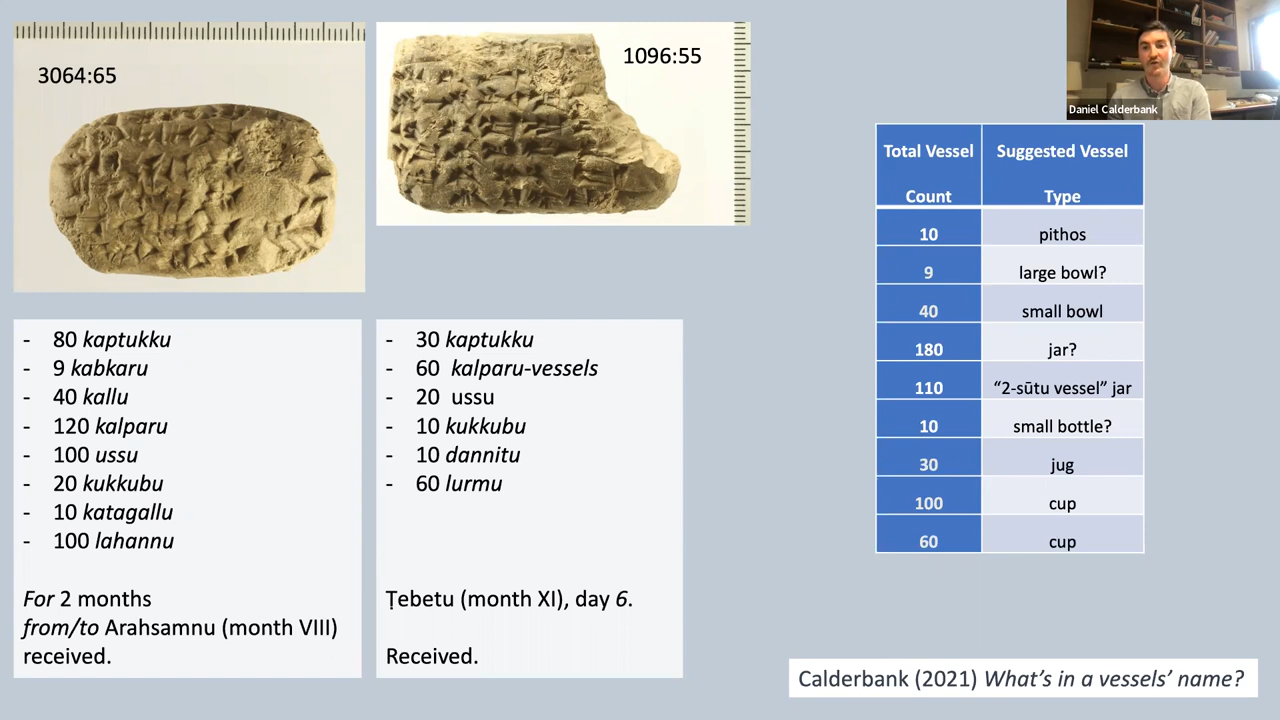 3064:65
1096:55
Daniel Calderbank
- 80 kaptukku
- 9 kabkaru
- 40 kallu
- 120 kalparu
- 100 ussu
- 20 kukkubu
- 10 katagallu
- 100 lahannu
For 2 months
from/to Arahsamnu (month VIII)
received.
- 30 kaptukku
- 60 kalparu-vessels
- 20 ussu
- 10 kukkubu
- 10 dannitu
- 60 lurmu
Ṭebetu (month XI), day 6.
Received.
Total Vessel Suggested Vessel
Count Type
10 pithos
9 large bowl?
40 small bowl
180 jar?
110 “2-sūtu vessel” jar
10 small bottle?
30 jug
100 cup
60 cup
Calderbank (2021) What’s in a vessels’ name?